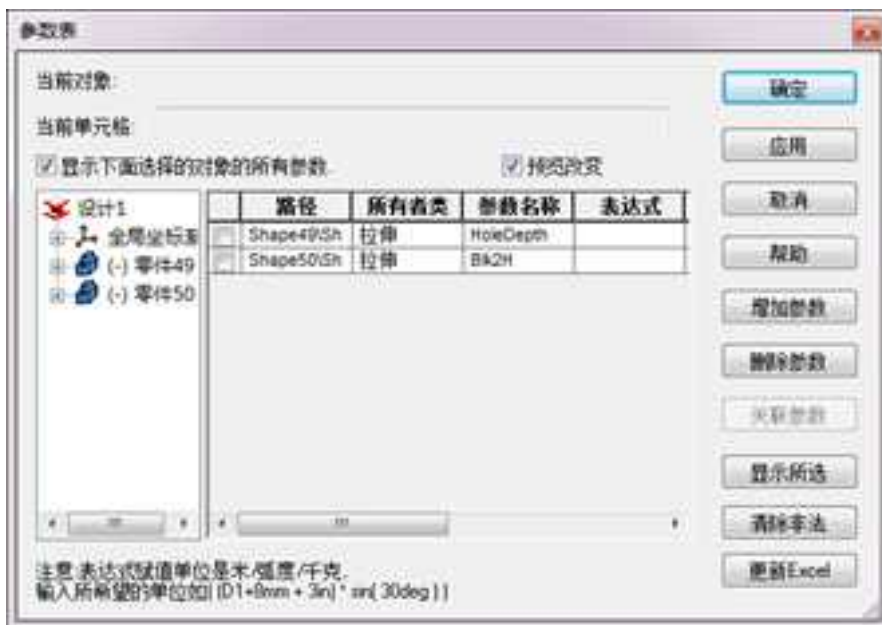 参数表
当前对象:
确定
当前单元格:
应用
显示下面选择的对象的所有参数.
预览改变
取消
设计1
路径 所有者类 参数名称 表达式
全局坐标系
Shape49\Sh 拉伸 HoleDepth
(-) 零件49
Shape50\Sh 拉伸 Blk2H
(-) 零件50
帮助
增加参数
删除参数
关联参数
显示所选
清除非法
更新Excel
注意:表达式赋值单位是米/弧度/千克.
输入所希望的单位如( (D1+8mm + 3in) * sin( 30deg ) )